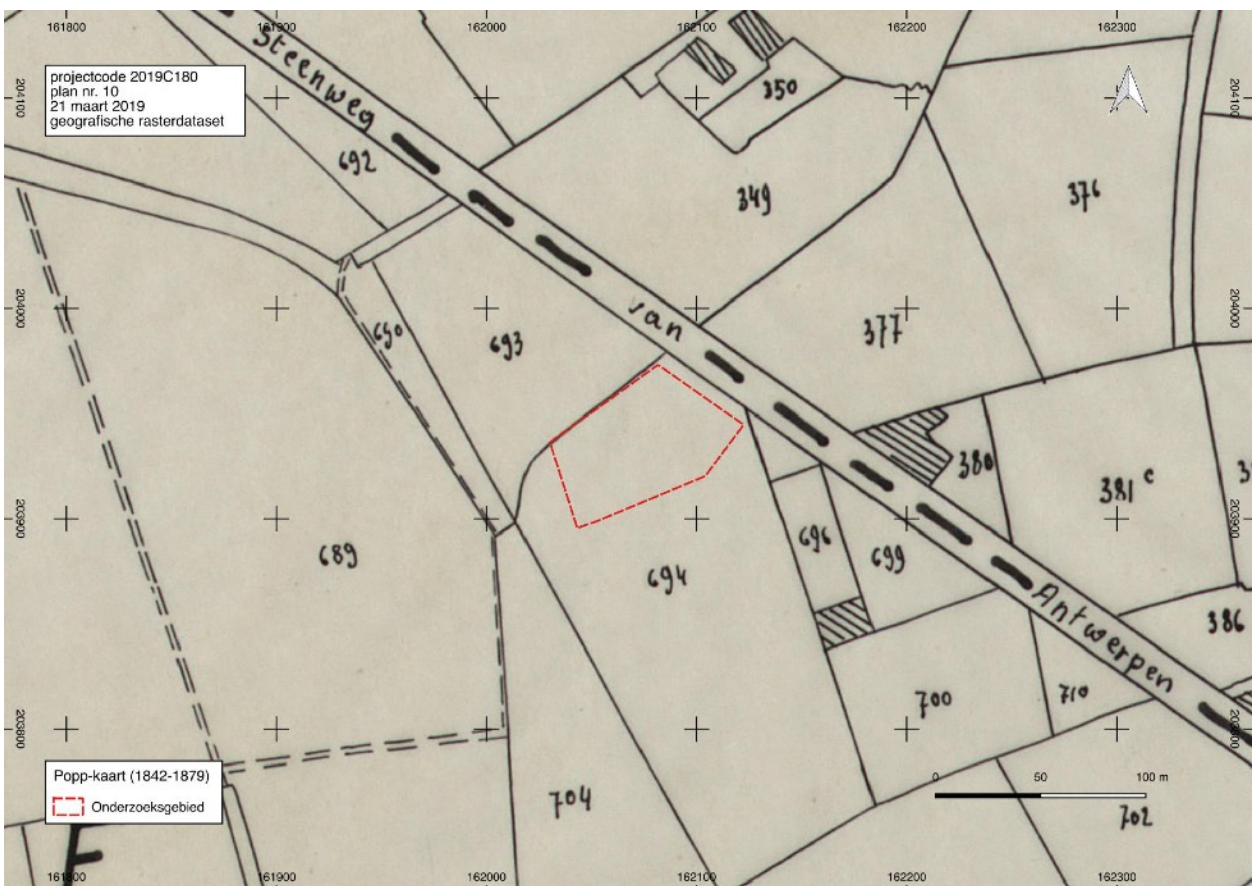 161800 161900 162000 162100 162200 162300
projectcode 2019C180
plan nr. 10
21 maart 2019
geografische rasterdataset
204100
204100
Steenweg
350
692
349
376
204000
204000
690
693
van
377
380
381 c
203900
203900
689
694
696
699
Antwerpen
386
700
710
203800
203800
Popp-kaart (1842-1879)
Onderzoeksgebied
0 50 100 m
704
702
161800 161900 162000 162100 162200 162300